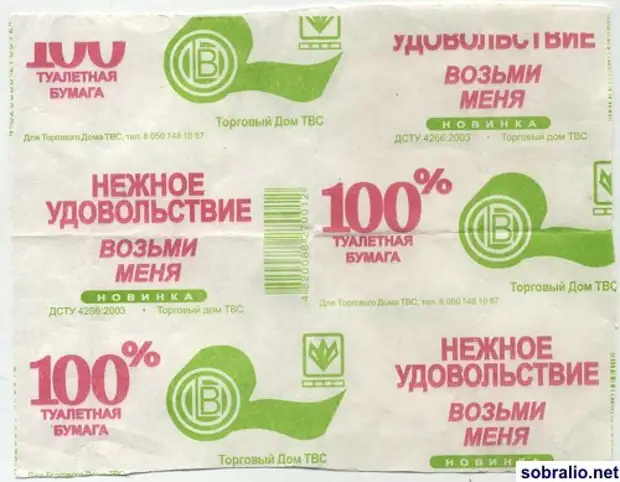 100
ТУАЛЕТНАЯ
БУМАГА
Торговый Дом ТВС
Для Торгового Дома ТВС, тел. 8 050 148 10 87
УДОВОЛЬСТВИЕ
ВОЗЬМИ
МЕНЯ
НОВИНКА
ДСТУ 4266:2003 • Торговый дом ТВС
НЕЖНОЕ
УДОВОЛЬСТВИЕ
ВОЗЬМИ
МЕНЯ
НОВИНКА
ДСТУ 4266:2003 • Торговый дом ТВС
4820088270012
100%
ТУАЛЕТНАЯ
БУМАГА
Торговый Дом ТВС
Для Торгового Дома ТВС, тел. 8 050 148 10 87
100%
ТУАЛЕТНАЯ
БУМАГА
Торговый Дом ТВС
НЕЖНОЕ
УДОВОЛЬСТВИЕ
ВОЗЬМИ
МЕНЯ
НОВИНКА
sobralio.net